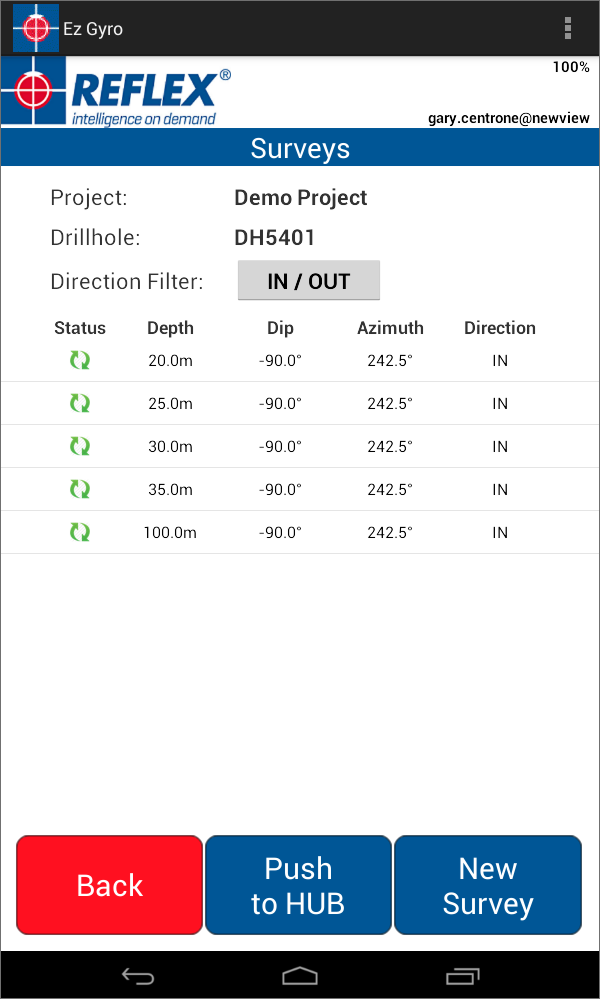 Ez Gyro
100%
REFLEX®
intelligence on demand
gary.centrone@newview
Surveys
Project: Demo Project
Drillhole: DH5401
Direction Filter: IN / OUT
Status Depth Dip Azimuth Direction
20.0m -90.0° 242.5° IN
25.0m -90.0° 242.5° IN
30.0m -90.0° 242.5° IN
35.0m -90.0° 242.5° IN
100.0m -90.0° 242.5° IN
Back
Push
to HUB
New
Survey